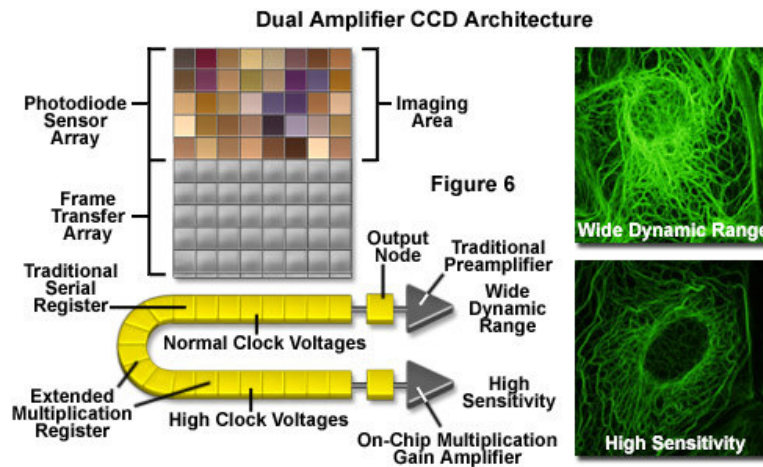 Dual Amplifier CCD Architecture
Photodiode
Sensor
Array
Imaging
Area
Frame
Transfer
Array
Figure 6
Wide Dynamic Range
Traditional
Serial
Register
Output
Node
Traditional
Preamplifier
Wide
Dynamic
Range
Normal Clock Voltages
Extended
Multiplication
Register
High Clock Voltages
High
Sensitivity
On-Chip Multiplication
Gain Amplifier
High Sensitivity